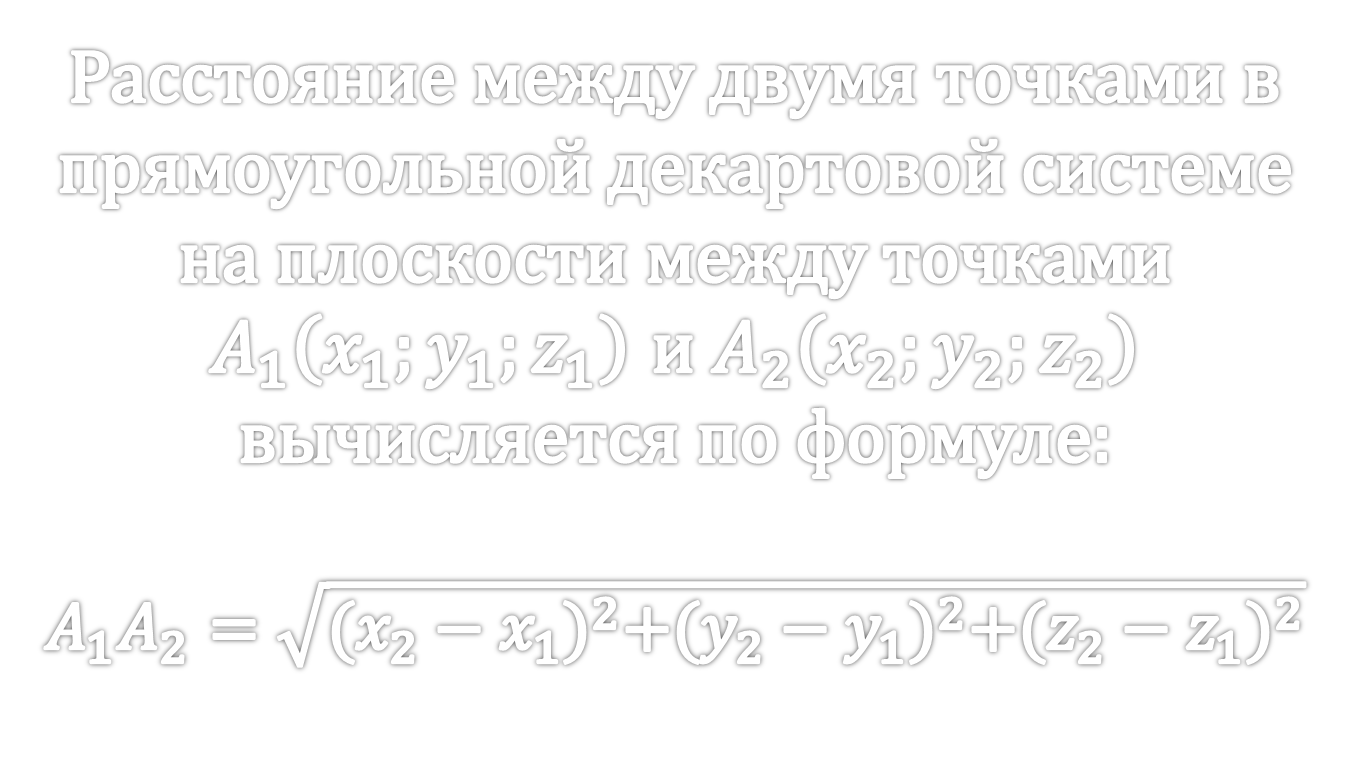 Расстояние между двумя точками в
прямоугольной декартовой системе
на плоскости между точками
A₁(x₁; y₁; z₁) и A₂(x₂; y₂; z₂)
вычисляется по формуле:
A₁A₂ = √(x₂ − x₁)²+(y₂ − y₁)²+(z₂ − z₁)²